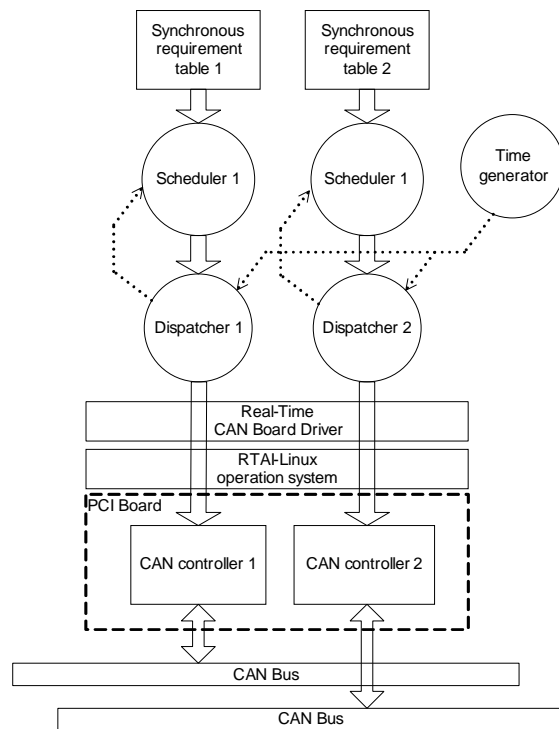 Synchronous
requirement
table 1
Synchronous
requirement
table 2
Scheduler 1
Scheduler 1
Time
generator
Dispatcher 1
Dispatcher 2
Real-Time
CAN Board Driver
RTAI-Linux
operation system
PCI Board
CAN controller 1
CAN controller 2
CAN Bus
CAN Bus